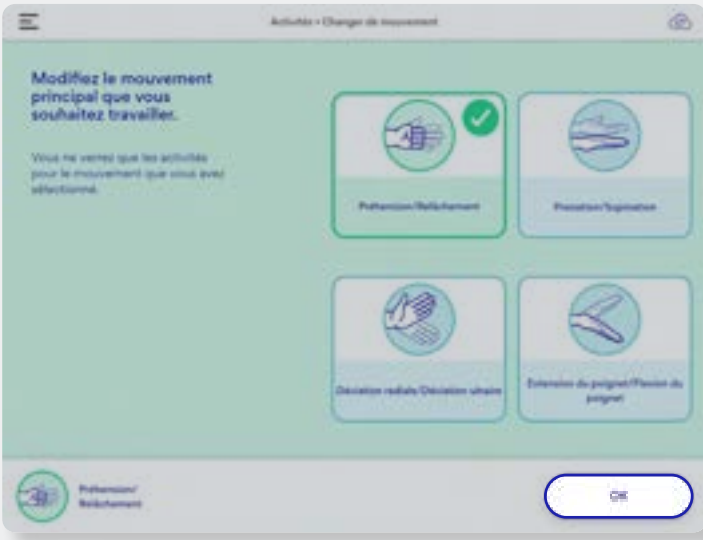 Activités > Changer de mouvement
Modifiez le mouvement
principal que vous
souhaitez travailler.
Vous ne verrez que les activités
pour le mouvement que vous avez
sélectionné.
Préhension/Relâchement
Pronation/Supination
Déviation radiale/Déviation ulnaire
Extension du poignet/Flexion du
poignet
Préhension/
Relâchement
OK